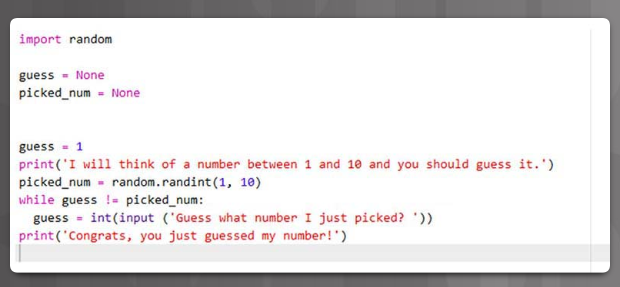 import random
guess = None
picked_num = None
guess = 1
print('I will think of a number between 1 and 10 and you should guess it.')
picked_num = random.randint(1, 10)
while guess != picked_num:
  guess = int(input ('Guess what number I just picked? '))
print('Congrats, you just guessed my number!')